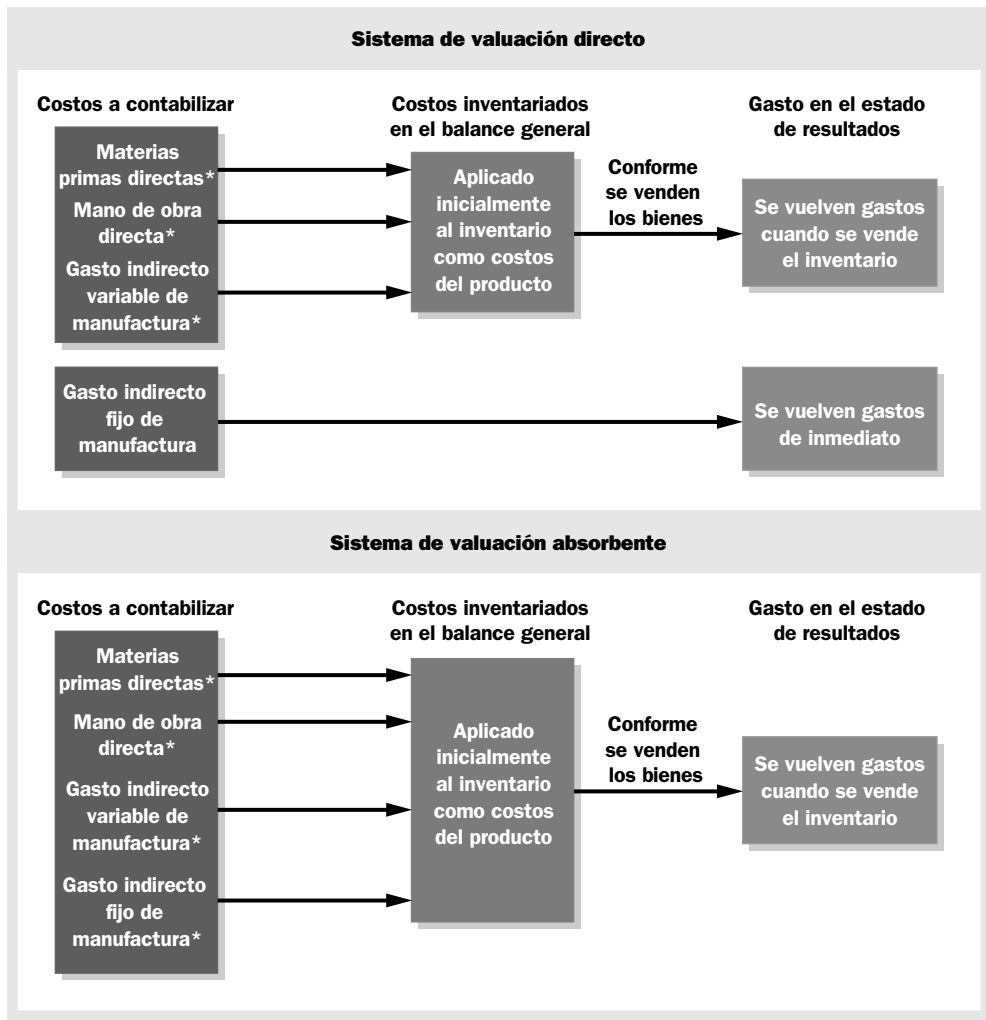 Sistema de valuación directo
Costos a contabilizar
Costos inventariados
en el balance general
Gasto en el estado
de resultados
Materias
primas directas*
Mano de obra
directa*
Gasto indirecto
variable de
manufactura*
Aplicado
inicialmente
al inventario
como costos
del producto
Conforme
se venden
los bienes
Se vuelven gastos
cuando se vende
el inventario
Gasto indirecto
fijo de
manufactura
Se vuelven gastos
de inmediato
Sistema de valuación absorbente
Costos a contabilizar
Costos inventariados
en el balance general
Gasto en el estado
de resultados
Materias
primas directas*
Mano de obra
directa*
Gasto indirecto
variable de
manufactura*
Gasto indirecto
fijo de
manufactura*
Aplicado
inicialmente
al inventario
como costos
del producto
Conforme
se venden
los bienes
Se vuelven gastos
cuando se vende
el inventario